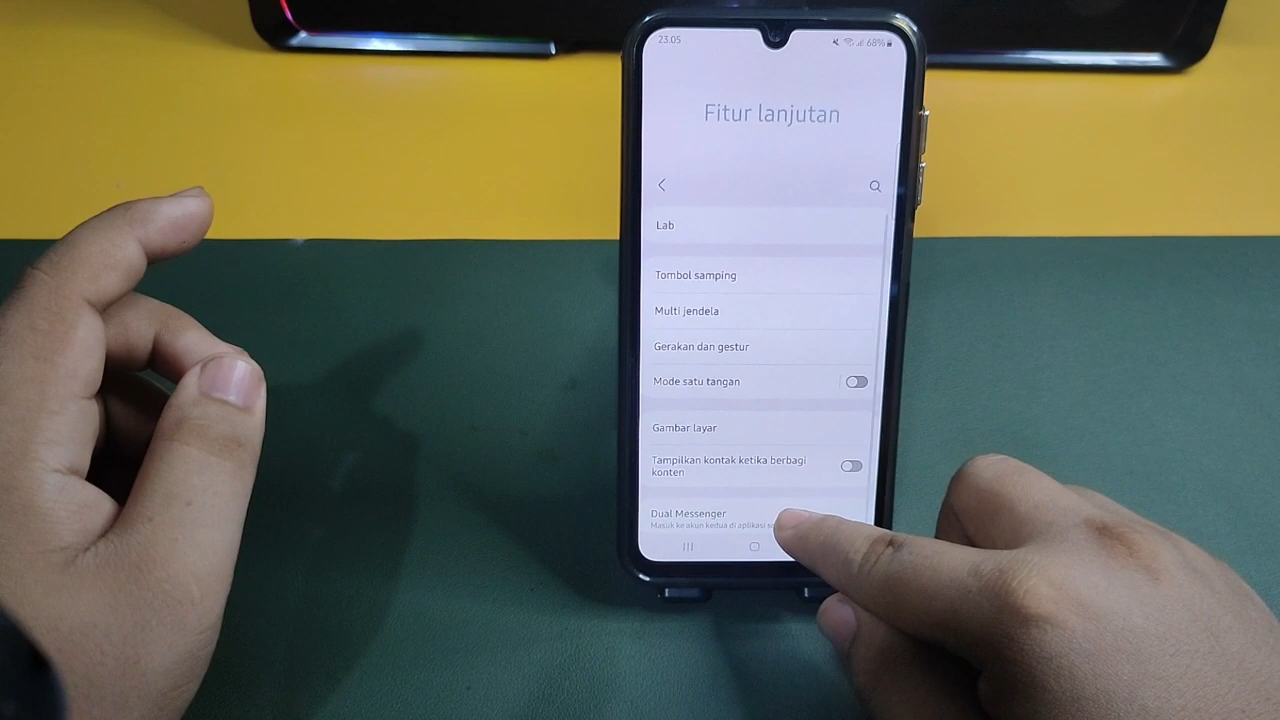 23.05
68%
Fitur lanjutan
Lab
Tombol samping
Multi jendela
Gerakan dan gestur
Mode satu tangan
Gambar layar
Tampilkan kontak ketika berbagi
konten
Dual Messenger
Masuk ke akun kedua di aplikasi